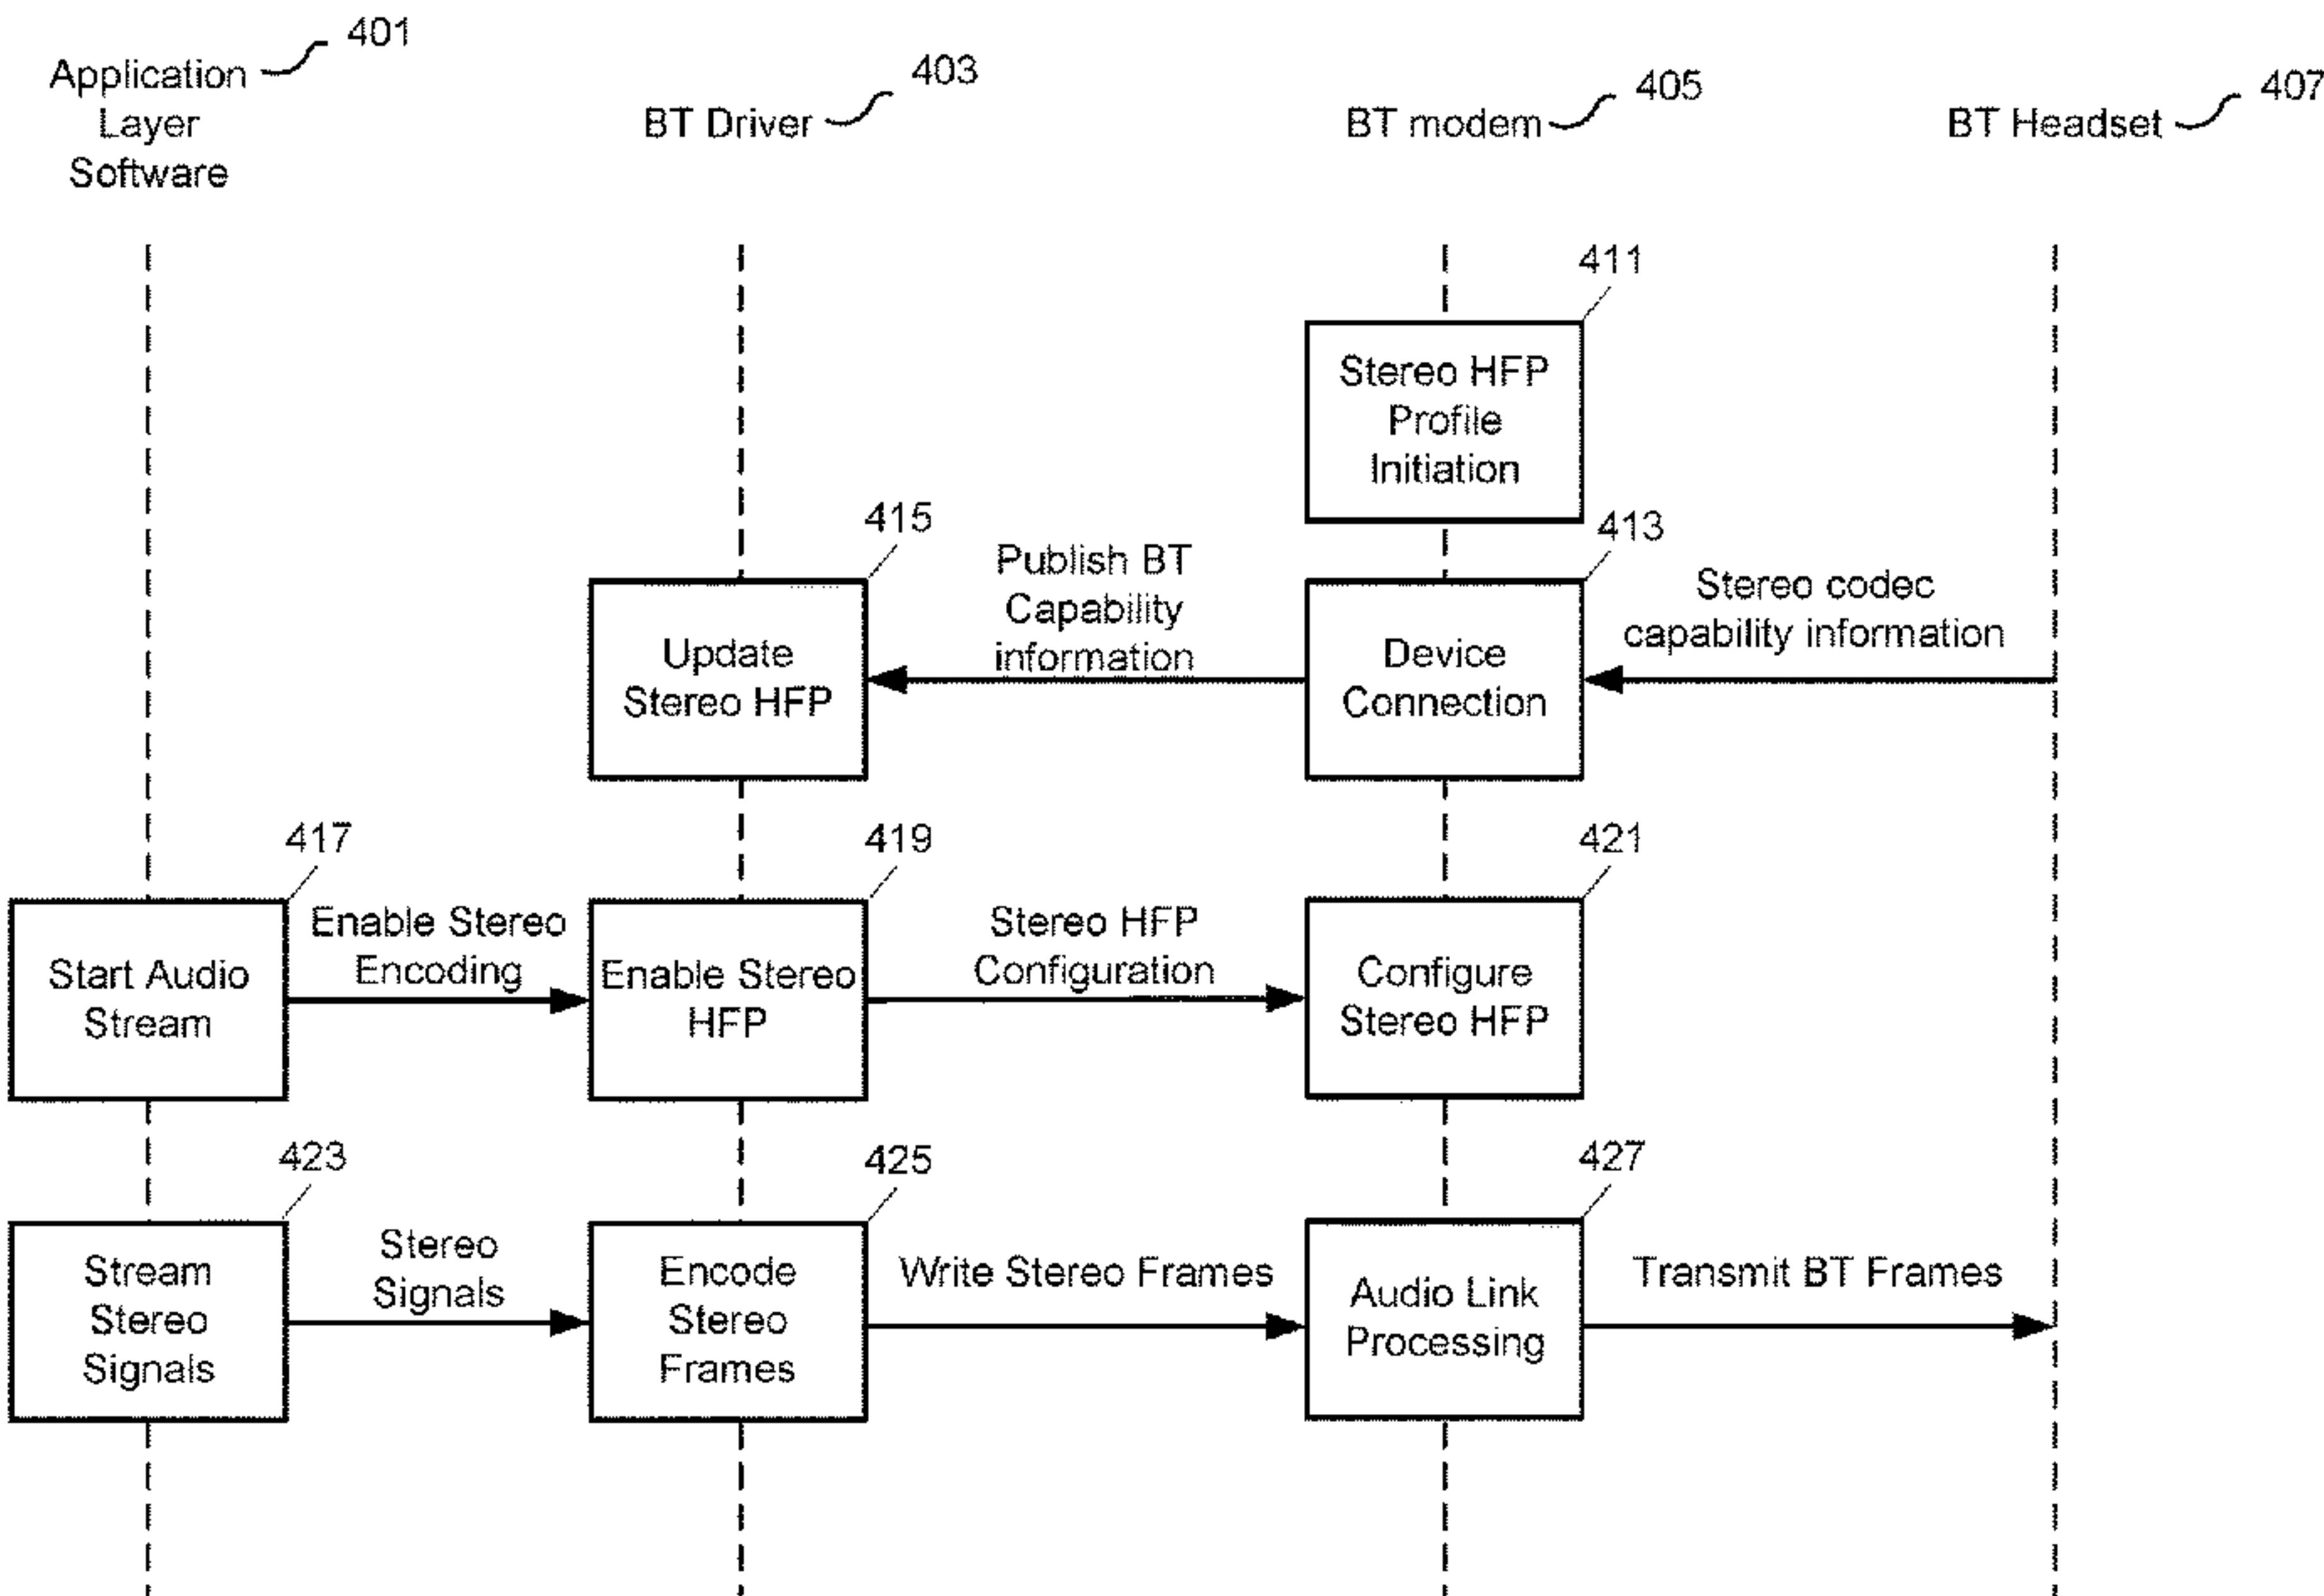 401
Application
Layer
Software
403
BT Driver
405
BT modem
407
BT Headset
411
Stereo HFP
Profile
Initiation
415
Update
Stereo HFP
Publish BT
Capability
information
413
Device
Connection
Stereo codec
capability information
417
Start Audio
Stream
Enable Stereo
Encoding
419
Enable Stereo
HFP
Stereo HFP
Configuration
421
Configure
Stereo HFP
423
Stream
Stereo
Signals
Stereo
Signals
425
Encode
Stereo
Frames
Write Stereo Frames
427
Audio Link
Processing
Transmit BT Frames